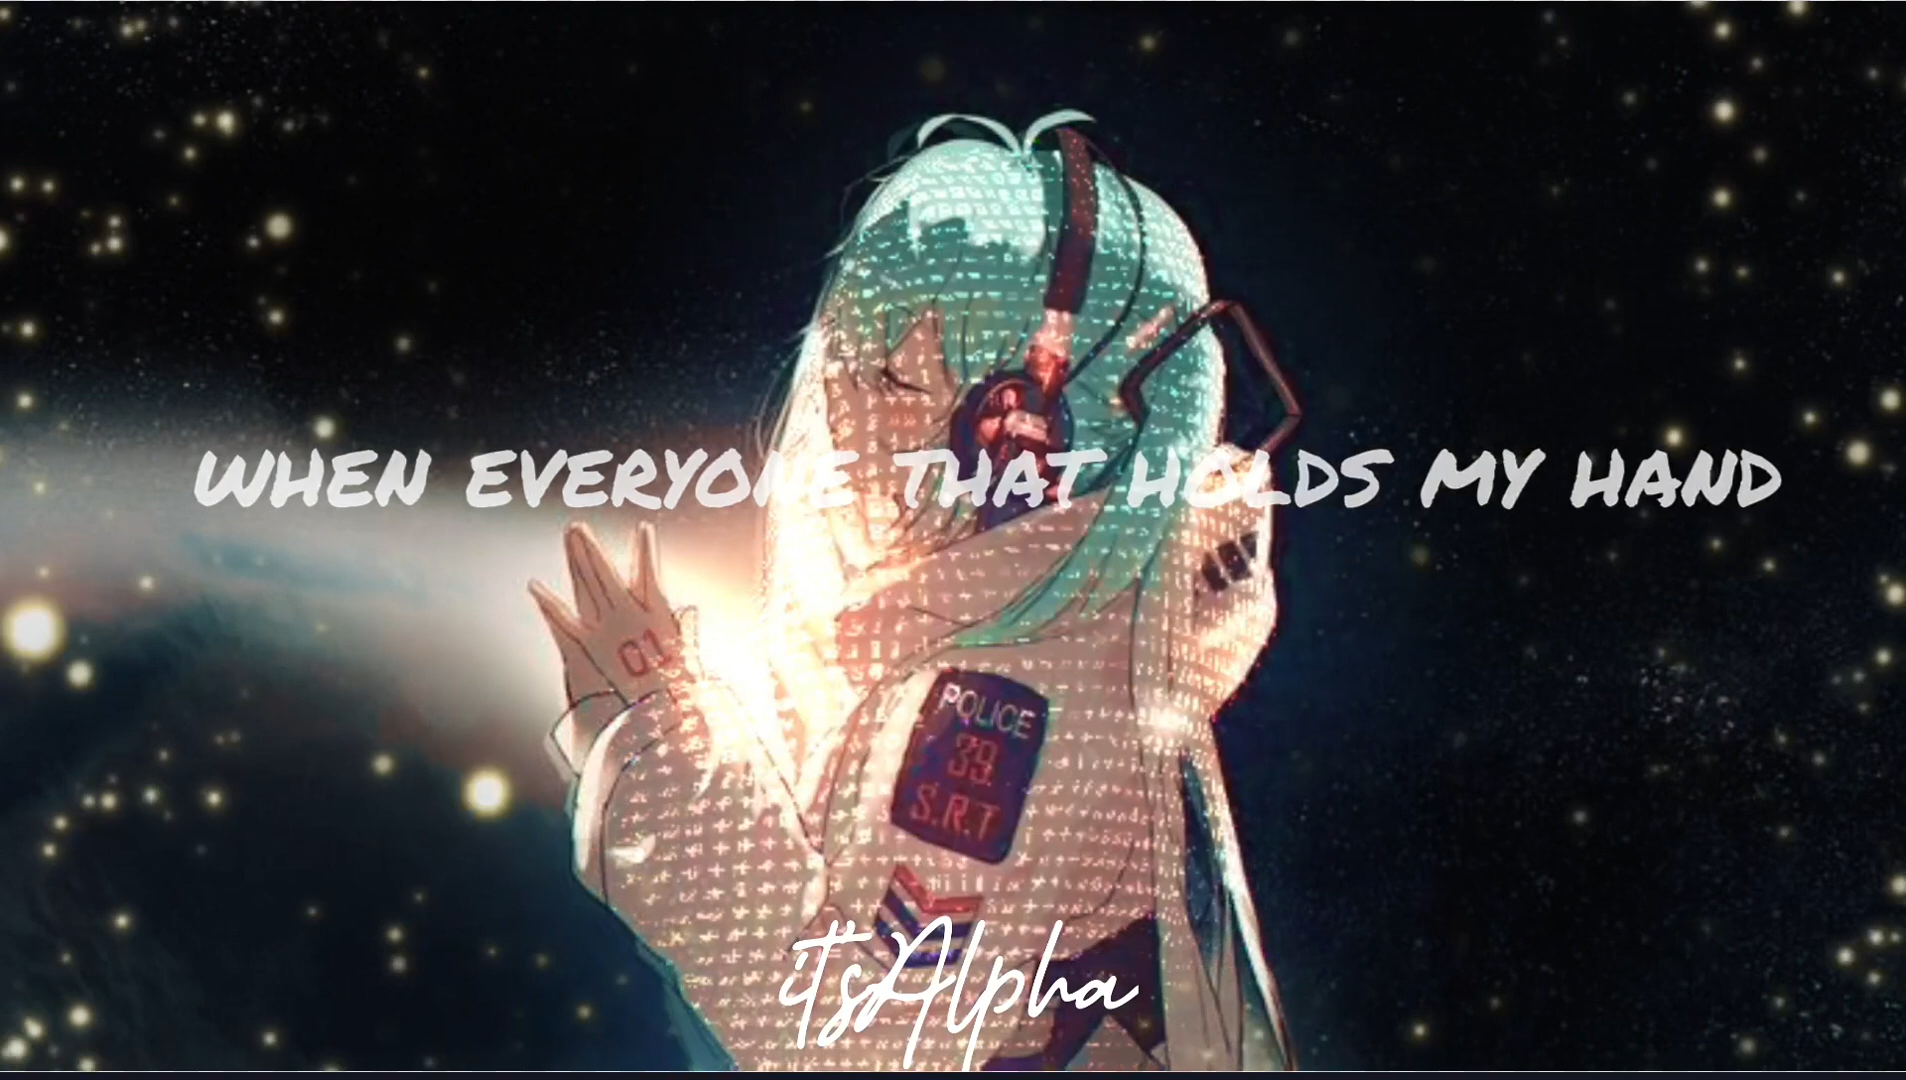 WHEN EVERYONE THAT HOLDS MY HAND
01
POLICE
39
S.R.T
itsAlpha